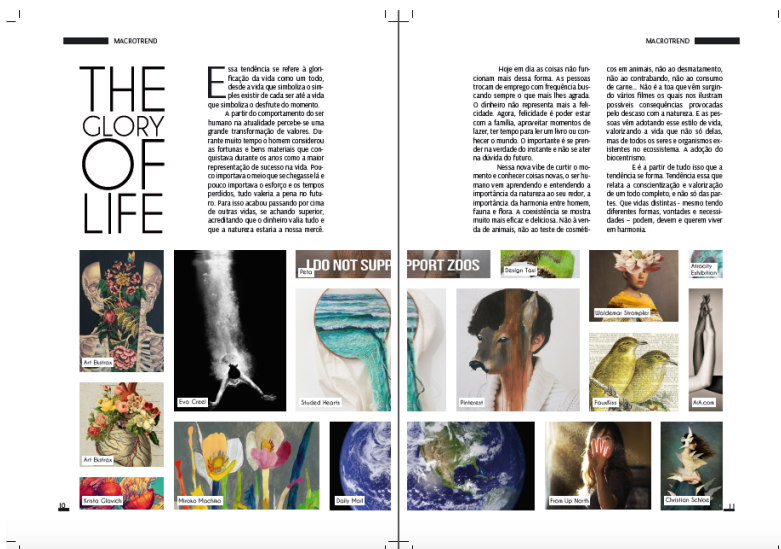 MACROTREND
THE
GLORY
OF
LIFE
Essa tendência se refere à glori-
ficação da vida como um todo,
desde a vida que simboliza o sim-
ples existir de cada ser até a vida
que simboliza o desfrute do momento.
A partir do comportamento do ser
humano na atualidade percebe-se uma
grande transformação de valores. Du-
rante muito tempo o homem considerou
as fortunas e bens materiais que con-
quistava durante os anos como a maior
representação de sucesso na vida. Pou-
co importava o meio que se chegasse lá e
pouco importava o esforço e os tempos
perdidos, tudo valeria a pena no futu-
ro. Para isso acabou passando por cima
de outras vidas, se achando superior,
acreditando que o dinheiro valia tudo e
que a natureza estaria a nossa mercê.
MACROTREND
Hoje em dia as coisas não fun-
cionam mais dessa forma. As pessoas
trocam de emprego com frequência bus-
cando sempre o que mais lhes agrada.
O dinheiro não representa mais a feli-
cidade. Agora, felicidade é poder estar
com a família, aproveitar momentos de
lazer, ter tempo para ler um livro ou con-
hecer o mundo. O importante é se pren-
der na verdade do instante e não se ater
na dúvida do futuro.
Nessa nova vibe de curtir o mo-
mento e conhecer coisas novas, o ser hu-
mano vem aprendendo e entendendo a
importância da natureza ao seu redor, a
importância da harmonia entre homem,
fauna e flora. A coexistência se mostra
muito mais eficaz e deliciosa. Não à ven-
da de animais, não ao teste de cosméti-
cos em animais, não ao desmatamento,
não ao contrabando, não ao consumo
de carne... Não é a toa que vêm surgin-
do vários filmes os quais nos ilustram
possíveis consequências provocadas
pelo descaso com a natureza. E as pes-
soas vêm adotando esse estilo de vida,
valorizando a vida que não só delas,
mas de todos os seres e organismos ex-
istentes no ecossistema. A adoção do
biocentrismo.
E é a partir de tudo isso que a
tendência se forma. Tendência essa que
relata a conscientização e valorização
de um todo completo, e não só das par-
tes. Que vidas distintas - mesmo tendo
diferentes formas, vontades e necessi-
dades – podem, devem e querem viver
em harmonia.
I DO NOT SUPP
PPORT ZOOS
Peta
Design Taxi
Atrocity
Exhibition
Waldemar Strempler
Art Ekstrax
Eva Creel
Studed Hearts
Pinterest
FauxKiss
AIA.com
Art Ekstrax
Krista Glavich
Miroko Machiko
Daily Mail
From Up North
Christian Schloe
10
11